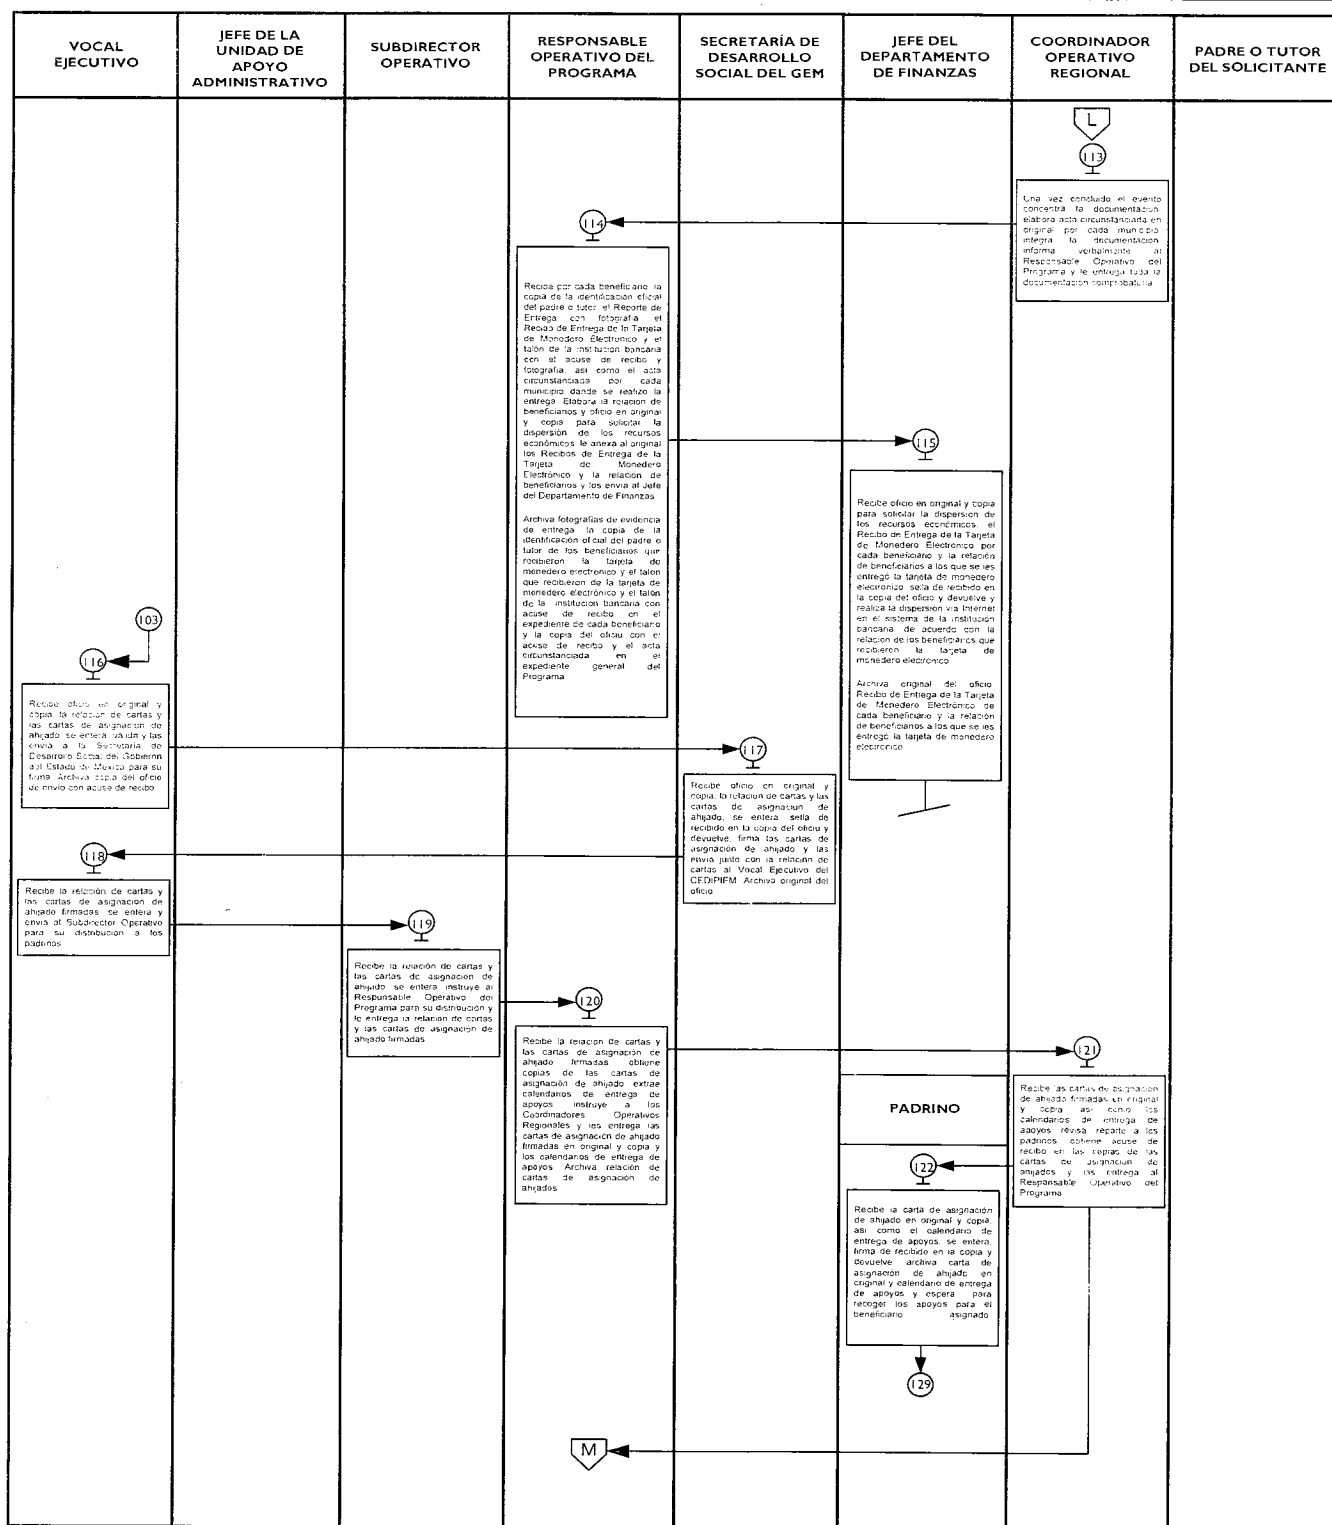 VOCAL
EJECUTIVO
JEFE DE LA
UNIDAD DE
APOYO
ADMINISTRATIVO
SUBDIRECTOR
OPERATIVO
RESPONSABLE
OPERATIVO DEL
PROGRAMA
SECRETARÍA DE
DESARROLLO
SOCIAL DEL GEM
JEFE DEL
DEPARTAMENTO
DE FINANZAS
COORDINADOR
OPERATIVO
REGIONAL
PADRE O TUTOR
DEL SOLICITANTE
L
113
Una vez concluido el evento
concentra la documentación
elabora acta circunstanciada en
original por cada municipio
integra la documentación
informa verbalmente al
Responsable Operativo del
Programa y le entrega toda la
documentación comprobatoria
114
Recibe por cada beneficiario la
copia de la identificación oficial
del padre o tutor el Reporte de
Entrega con fotografía el
Recibo de Entrega de la Tarjeta
de Monedero Electrónico y el
talón de la institución bancaria
con el acuse de recibo y
fotografía, así como el acta
circunstanciada por cada
municipio donde se realizó la
entrega. Elabora la relación de
beneficiarios y oficio en original
y copia para solicitar la
dispersión de los recursos
económicos le anexa al original
los Recibos de Entrega de la
Tarjeta de Monedero
Electrónico y la relación de
beneficiarios y los envía al Jefe
del Departamento de Finanzas
Archiva fotografías de evidencia
de entrega la copia de la
identificación oficial del padre o
tutor de los beneficiarios que
recibieron la tarjeta de
monedero electrónico y el talón
que recibieron de la tarjeta de
monedero electrónico y el talón
de la institución bancaria con
acuse de recibo en el
expediente de cada beneficiario
y la copia del oficio con el
acuse de recibo y el acta
circunstanciada en el
expediente general del
Programa
115
Recibe oficio en original y copia
para solicitar la dispersión de
los recursos económicos, el
Recibo de Entrega de la Tarjeta
de Monedero Electrónico por
cada beneficiario y la relación
de beneficiarios a los que se les
entregó la tarjeta de monedero
electrónico sella de recibido en
la copia del oficio y devuelve y
realiza la dispersión vía Internet
en el sistema de la institución
bancaria de acuerdo con la
relación de los beneficiarios que
recibieron la tarjeta de
monedero electrónico
Archiva original del oficio
Recibo de Entrega de la Tarjeta
de Monedero Electrónico de
cada beneficiario y la relación
de beneficiarios a los que se les
entregó la tarjeta de monedero
electrónico
103
116
Recibe oficio en original y
copia la relación de cartas y
las cartas de asignación de
ahijado se entera valida y las
envía a la Secretaría de
Desarrollo Social del Gobierno
del Estado de México para su
firma. Archiva copia del oficio
de envío con acuse de recibo
117
Recibe oficio en original y
copia, la relación de cartas y las
cartas de asignación de
ahijado, se entera sella de
recibido en la copia del oficio y
devuelve, firma las cartas de
asignación de ahijado y las
envía junto con la relación de
cartas al Vocal Ejecutivo del
CEDIPIEM Archiva original del
oficio
118
Recibe la relación de cartas y
las cartas de asignación de
ahijado firmadas se entera y
envía al Subdirector Operativo
para su distribución a los
padrinos
119
Recibe la relación de cartas y
las cartas de asignación de
ahijado se entera instruye al
Responsable Operativo del
Programa para su distribución y
le entrega la relación de cartas
y las cartas de asignación de
ahijado firmadas
120
Recibe la relación de cartas y
las cartas de asignación de
ahijado firmadas obtiene
copias de las cartas de
asignación de ahijado extrae
calendarios de entrega de
apoyos instruye a los
Coordinadores Operativos
Regionales y les entrega las
cartas de asignación de ahijado
firmadas en original y copia y
los calendarios de entrega de
apoyos Archiva relación de
cartas de asignación de
ahijados
121
Recibe las cartas de asignación
de ahijado firmadas en original
y copia así como los
calendarios de entrega de
apoyos revisa reparte a los
padrinos obtiene acuse de
recibo en las copias de las
cartas de asignación de
ahijados y las entrega al
Responsable Operativo del
Programa
PADRINO
122
Recibe la carta de asignación
de ahijado en original y copia,
así como el calendario de
entrega de apoyos, se entera,
firma de recibido en la copia y
devuelve archiva carta de
asignación de ahijado en
original y calendario de entrega
de apoyos y espera para
recoger los apoyos para el
beneficiario asignado
129
M